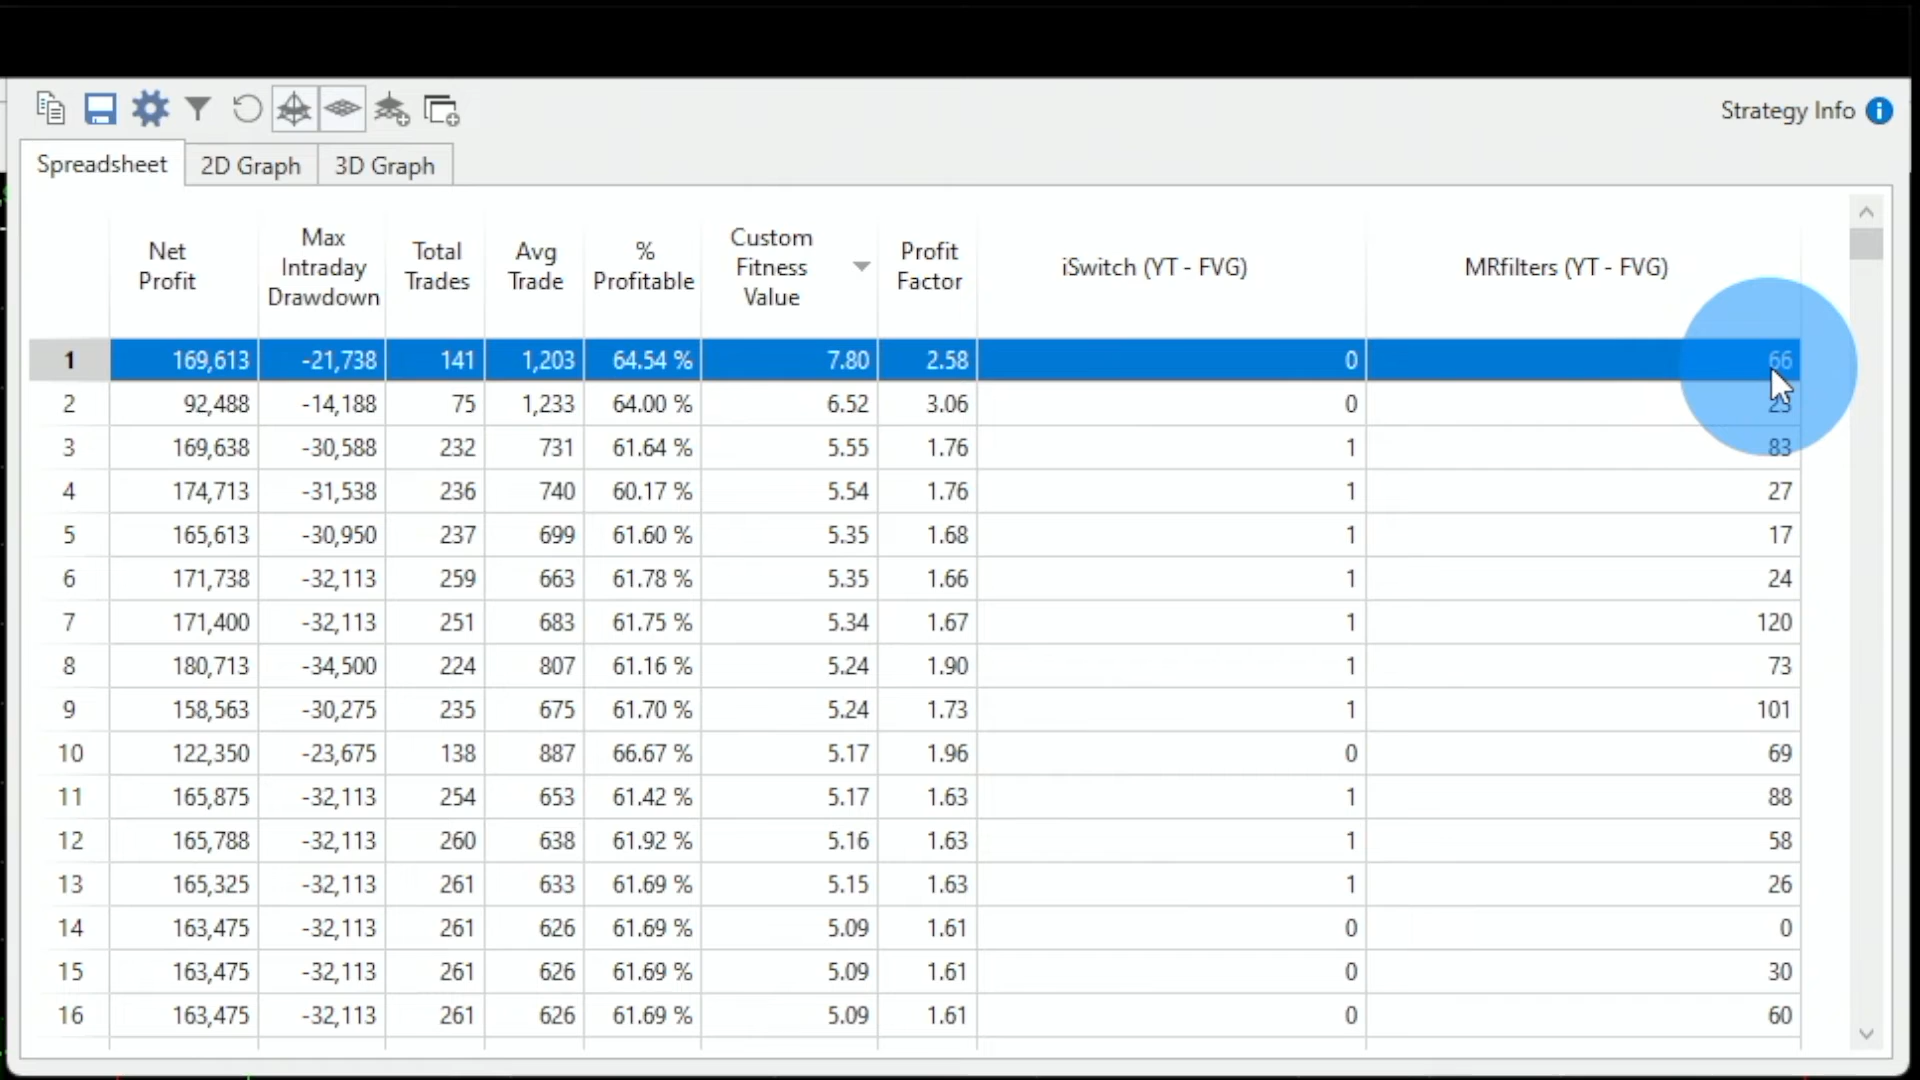 Strategy Info
Spreadsheet 2D Graph 3D Graph
Net Profit Max Intraday Drawdown Total Trades Avg Trade % Profitable Custom Fitness Value Profit Factor iSwitch (YT - FVG) MRfilters (YT - FVG)
1 169,613 -21,738 141 1,203 64.54 % 7.80 2.58 0 66
2 92,488 -14,188 75 1,233 64.00 % 6.52 3.06 0
3 169,638 -30,588 232 731 61.64 % 5.55 1.76 1 83
4 174,713 -31,538 236 740 60.17 % 5.54 1.76 1 27
5 165,613 -30,950 237 699 61.60 % 5.35 1.68 1 17
6 171,738 -32,113 259 663 61.78 % 5.35 1.66 1 24
7 171,400 -32,113 251 683 61.75 % 5.34 1.67 1 120
8 180,713 -34,500 224 807 61.16 % 5.24 1.90 1 73
9 158,563 -30,275 235 675 61.70 % 5.24 1.73 1 101
10 122,350 -23,675 138 887 66.67 % 5.17 1.96 0 69
11 165,875 -32,113 254 653 61.42 % 5.17 1.63 1 88
12 165,788 -32,113 260 638 61.92 % 5.16 1.63 1 58
13 165,325 -32,113 261 633 61.69 % 5.15 1.63 1 26
14 163,475 -32,113 261 626 61.69 % 5.09 1.61 0 0
15 163,475 -32,113 261 626 61.69 % 5.09 1.61 0 30
16 163,475 -32,113 261 626 61.69 % 5.09 1.61 0 60